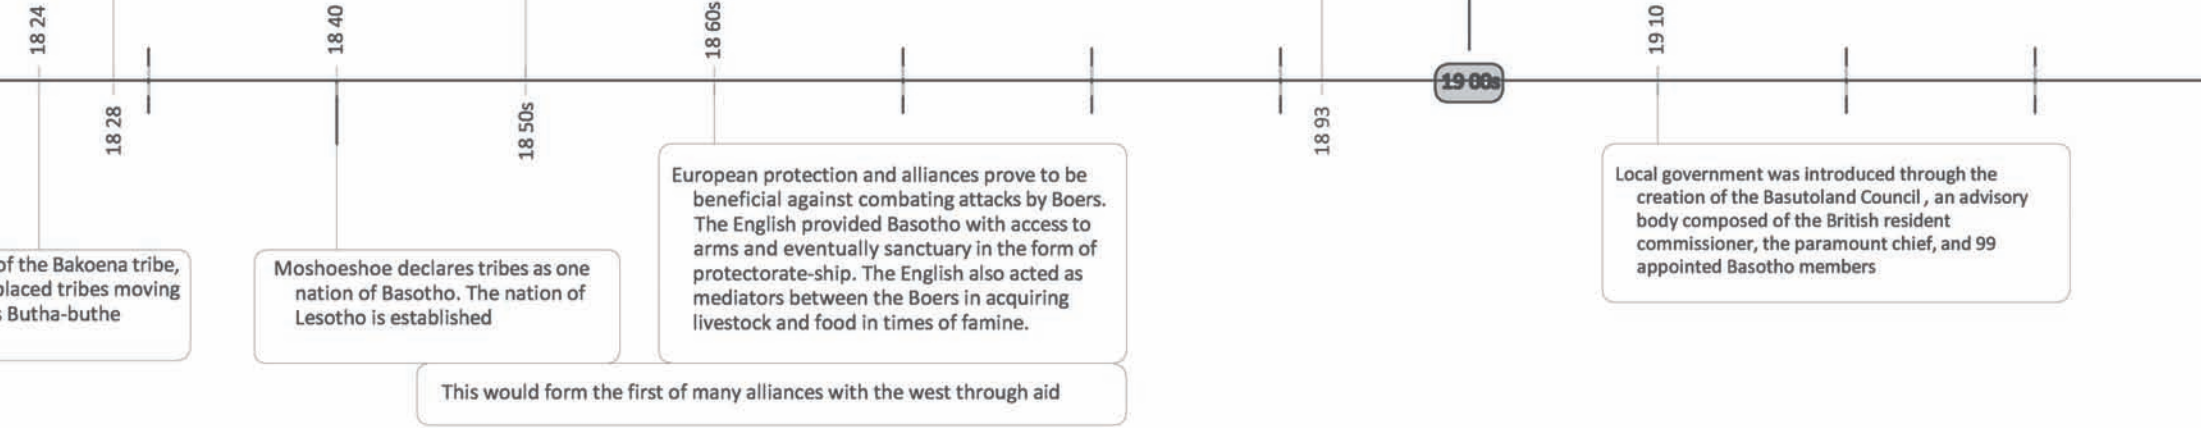 18 24
18 40
18 60s
19 10
19 00s
18 28
18 50s
18 93
of the Bakoena tribe,
placed tribes moving
s Butha-buthe
Moshoeshoe declares tribes as one
nation of Basotho. The nation of
Lesotho is established
European protection and alliances prove to be
beneficial against combating attacks by Boers.
The English provided Basotho with access to
arms and eventually sanctuary in the form of
protectorate-ship. The English also acted as
mediators between the Boers in acquiring
livestock and food in times of famine.
This would form the first of many alliances with the west through aid
Local government was introduced through the
creation of the Basutoland Council, an advisory
body composed of the British resident
commissioner, the paramount chief, and 99
appointed Basotho members